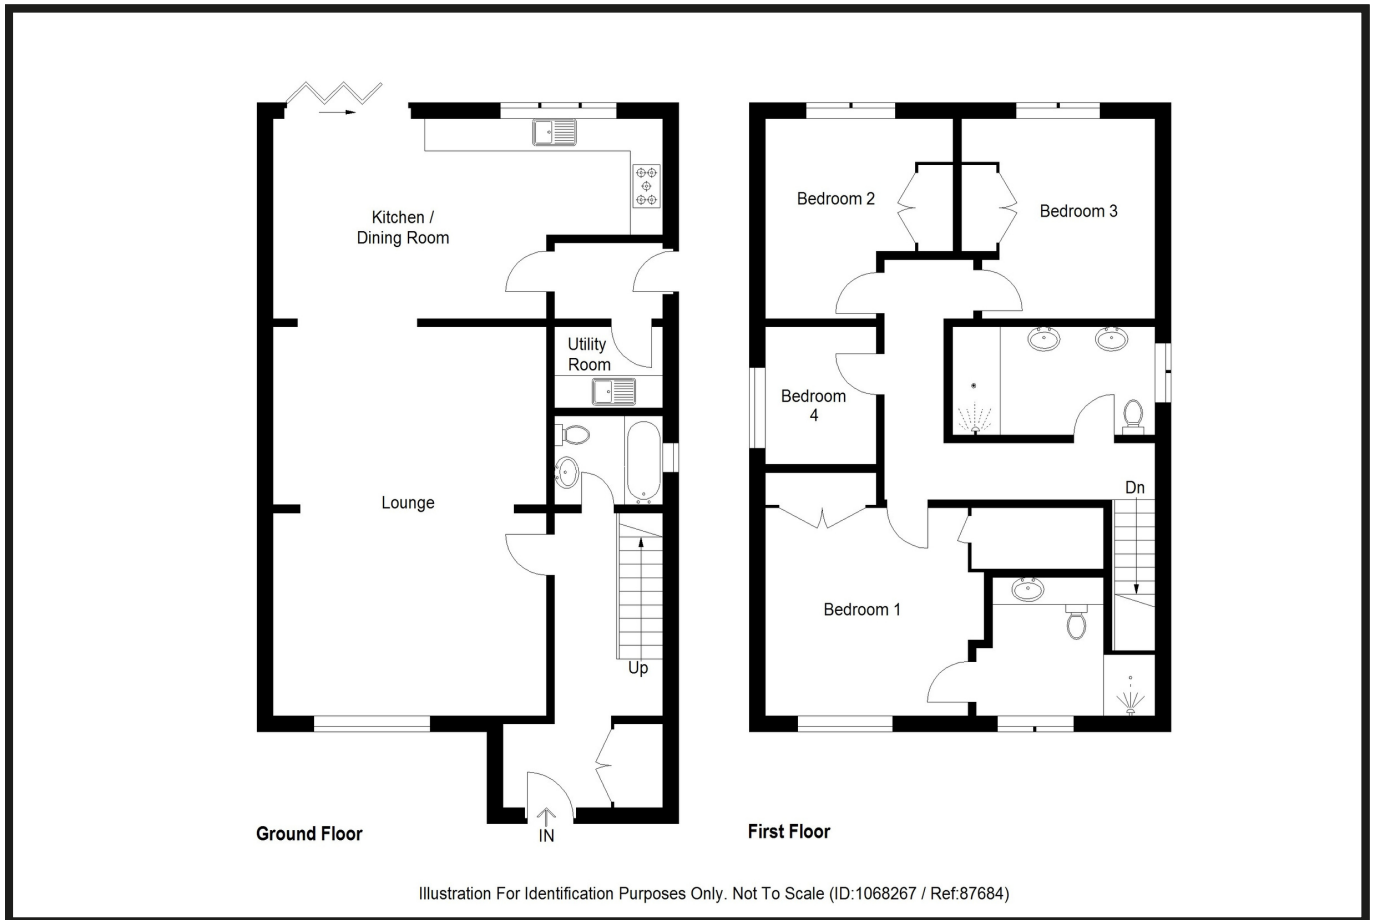 Kitchen /
Dining Room
Utility
Room
Lounge
Up
IN
Ground Floor
Bedroom 2
Bedroom 3
Bedroom
4
Dn
Bedroom 1
First Floor
Illustration For Identification Purposes Only. Not To Scale (ID:1068267 / Ref:87684)